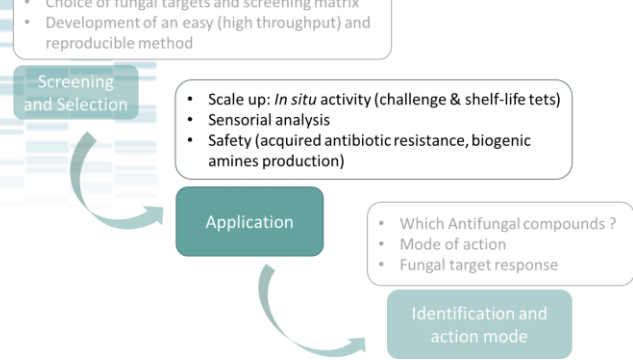 • Choice of fungal targets and screening matrix
• Development of an easy (high throughput) and
reproducible method
Screening
and Selection
• Scale up: In situ activity (challenge & shelf-life tets)
• Sensorial analysis
• Safety (acquired antibiotic resistance, biogenic
amines production)
Application
• Which Antifungal compounds ?
• Mode of action
• Fungal target response
Identification and
action mode